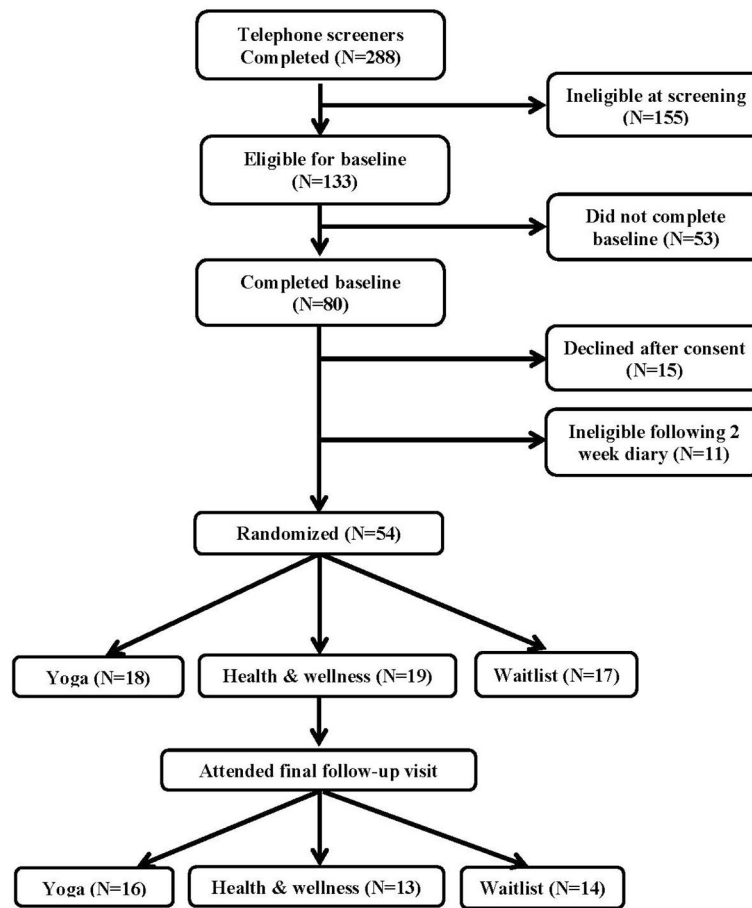 Telephone screeners
Completed (N=288)
Ineligible at screening
(N=155)
Eligible for baseline
(N=133)
Did not complete
baseline (N=53)
Completed baseline
(N=80)
Declined after consent
(N=15)
Ineligible following 2
week diary (N=11)
Randomized (N=54)
Yoga (N=18)
Health & wellness (N=19)
Waitlist (N=17)
Attended final follow-up visit
Yoga (N=16)
Health & wellness (N=13)
Waitlist (N=14)